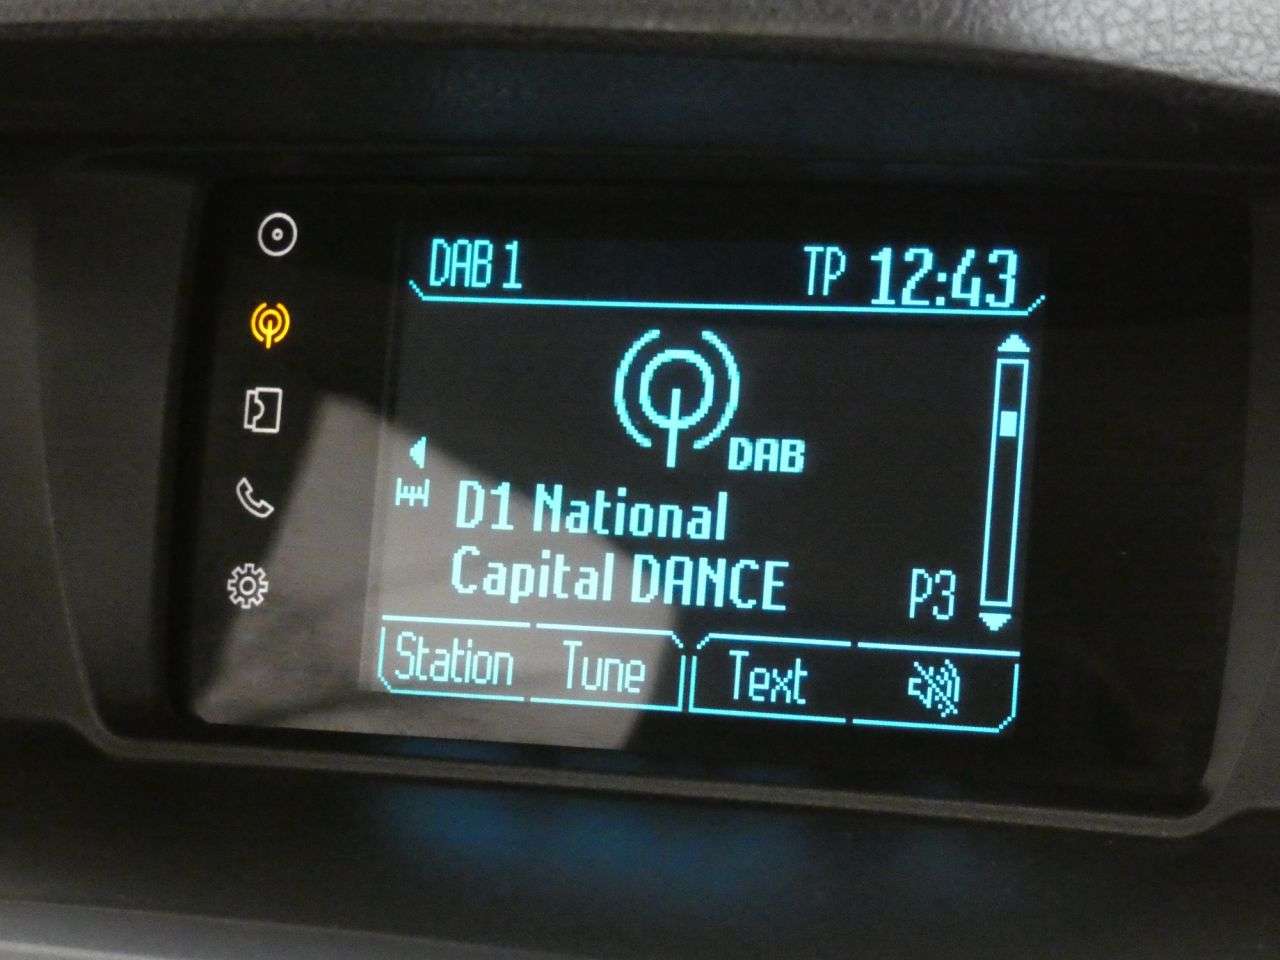 DAB 1 TP 12:43
DAB
D1 National
Capital DANCE P3
Station Tune Text